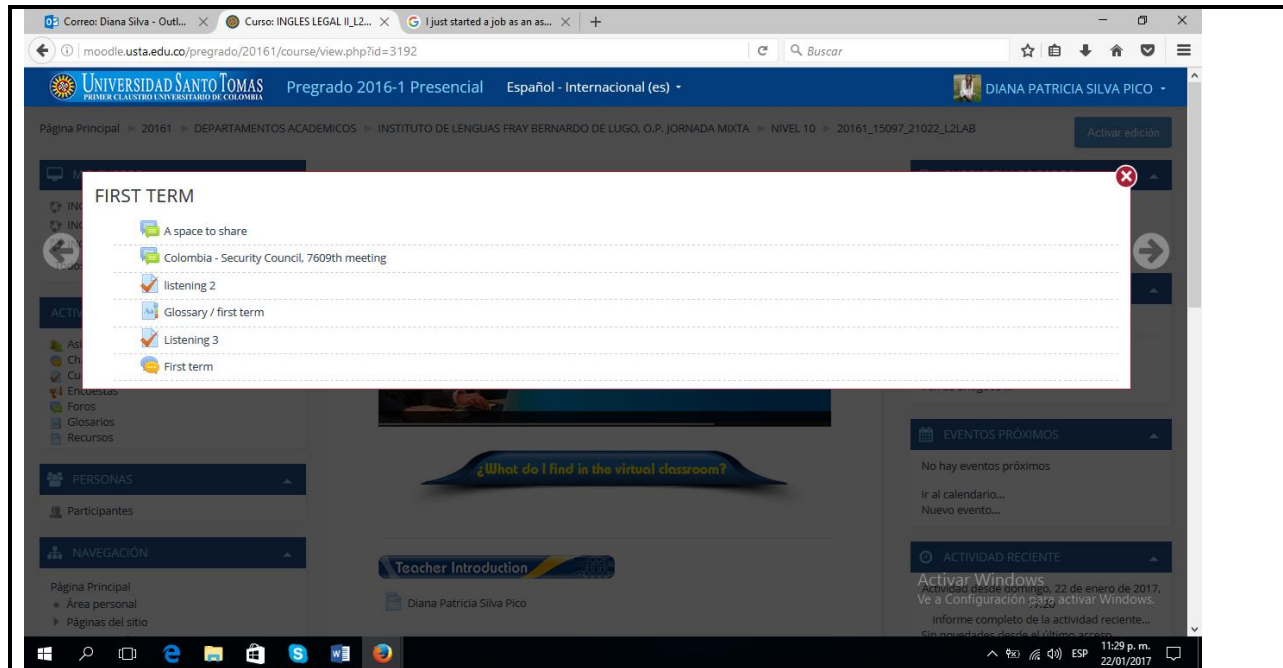 Correo: Diana Silva - Outl...
Curso: INGLES LEGAL II_L2...
I just started a job as an as...
moodle.usta.edu.co/pregrado/20161/course/view.php?id=3192
Buscar
UNIVERSIDAD SANTO TOMAS
PRIMER CLAUSTRO UNIVERSITARIO DE COLOMBIA
Pregrado 2016-1 Presencial
Español - Internacional (es)
DIANA PATRICIA SILVA PICO
Página Principal 20161 DEPARTAMENTOS ACADEMICOS INSTITUTO DE LENGUAS FRAY BERNARDO DE LUGO, O.P. JORNADA MIXTA NIVEL 10 20161_15097_21022_L2LAB
Activar edición
FIRST TERM
A space to share
Colombia - Security Council, 7609th meeting
listening 2
Glossary / first term
Listening 3
First term
Encuestas
Foros
Glosarios
Recursos
PERSONAS
Participantes
NAVEGACIÓN
Página Principal
Área personal
Páginas del sitio
¿What do I find in the virtual classroom?
Teacher Introduction
Diana Patricia Silva Pico
EVENTOS PRÓXIMOS
No hay eventos próximos
Ir al calendario...
Nuevo evento...
ACTIVIDAD RECIENTE
Activar Windows
Actividad desde domingo, 22 de enero de 2017,
Ve a Configuración para activar Windows.
Informe completo de la actividad reciente...
Sin novedades desde el último acceso
ESP
11:29 p. m.
22/01/2017